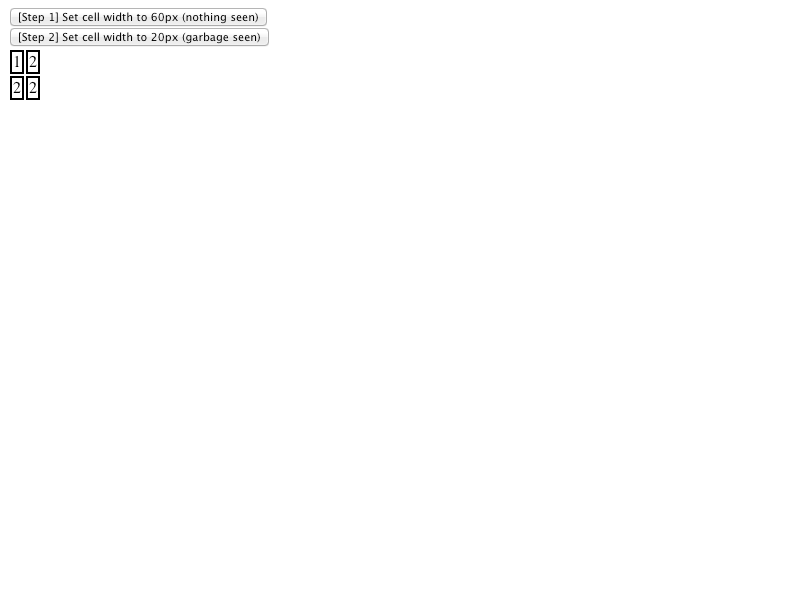 [Step 1] Set cell width to 60px (nothing seen)
[Step 2] Set cell width to 20px (garbage seen)
1 2
2 2